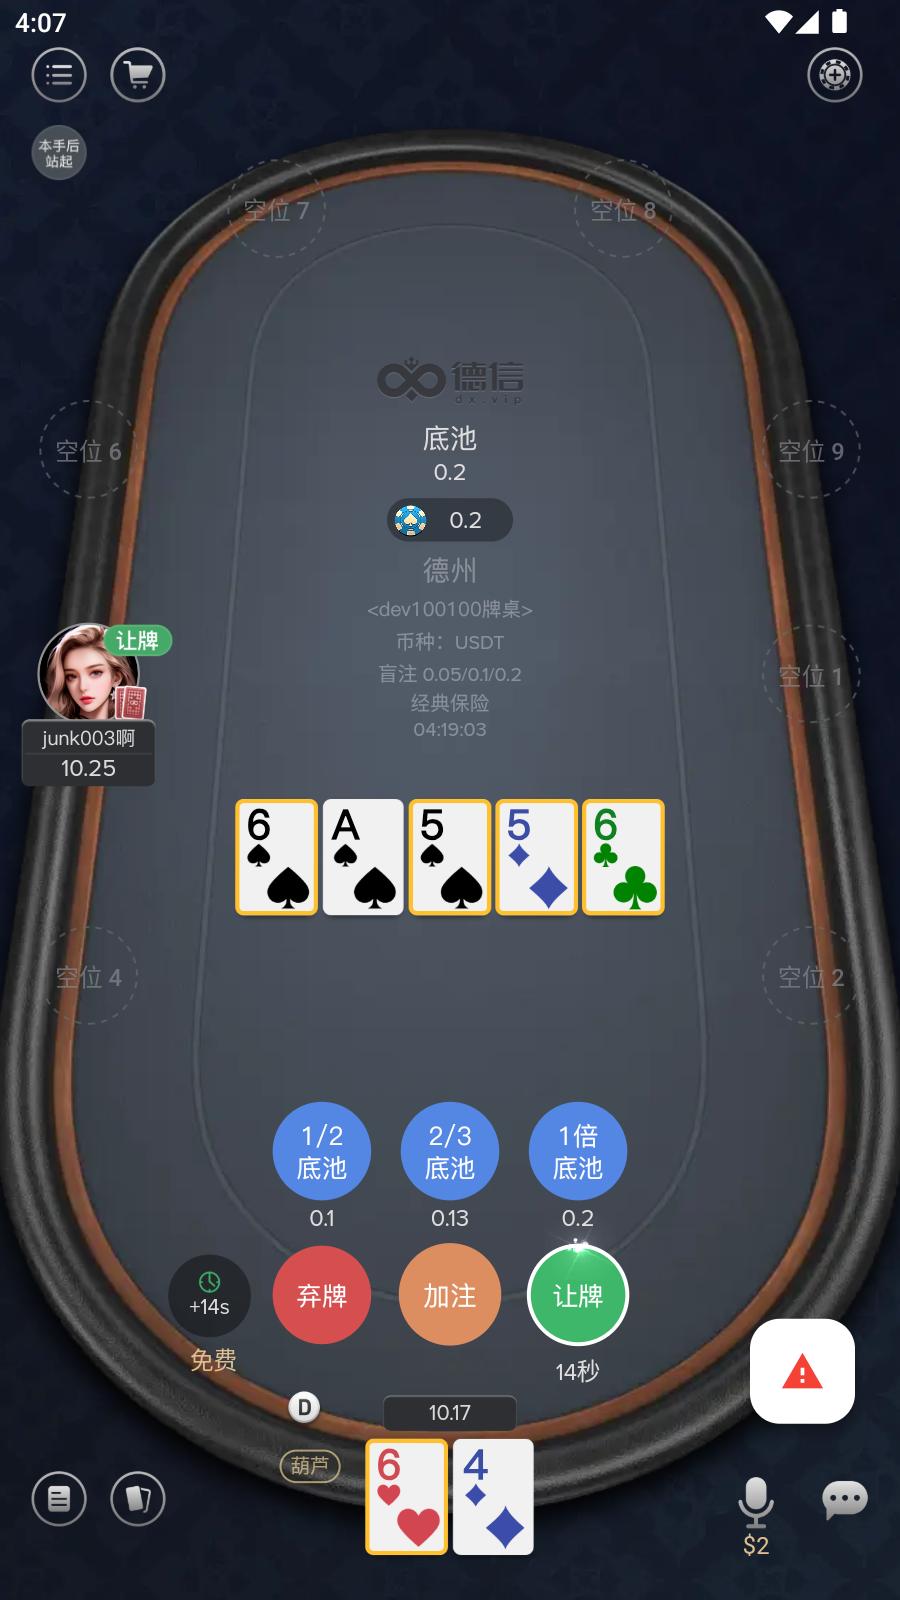 4:07
本手后
站起
空位 7
空位 8
德信
dx.vip
底池
0.2
0.2
空位 6
空位 9
德州
<dev100100牌桌>
币种：USDT
盲注 0.05/0.1/0.2
经典保险
04:19:03
让牌
junk003啊
10.25
空位 1
6
A
5
5
6
空位 4
空位 2
1/2
底池
2/3
底池
1倍
底池
0.1
0.13
0.2
+14s
免费
弃牌
加注
让牌
14秒
D
10.17
葫芦
6
4
$2